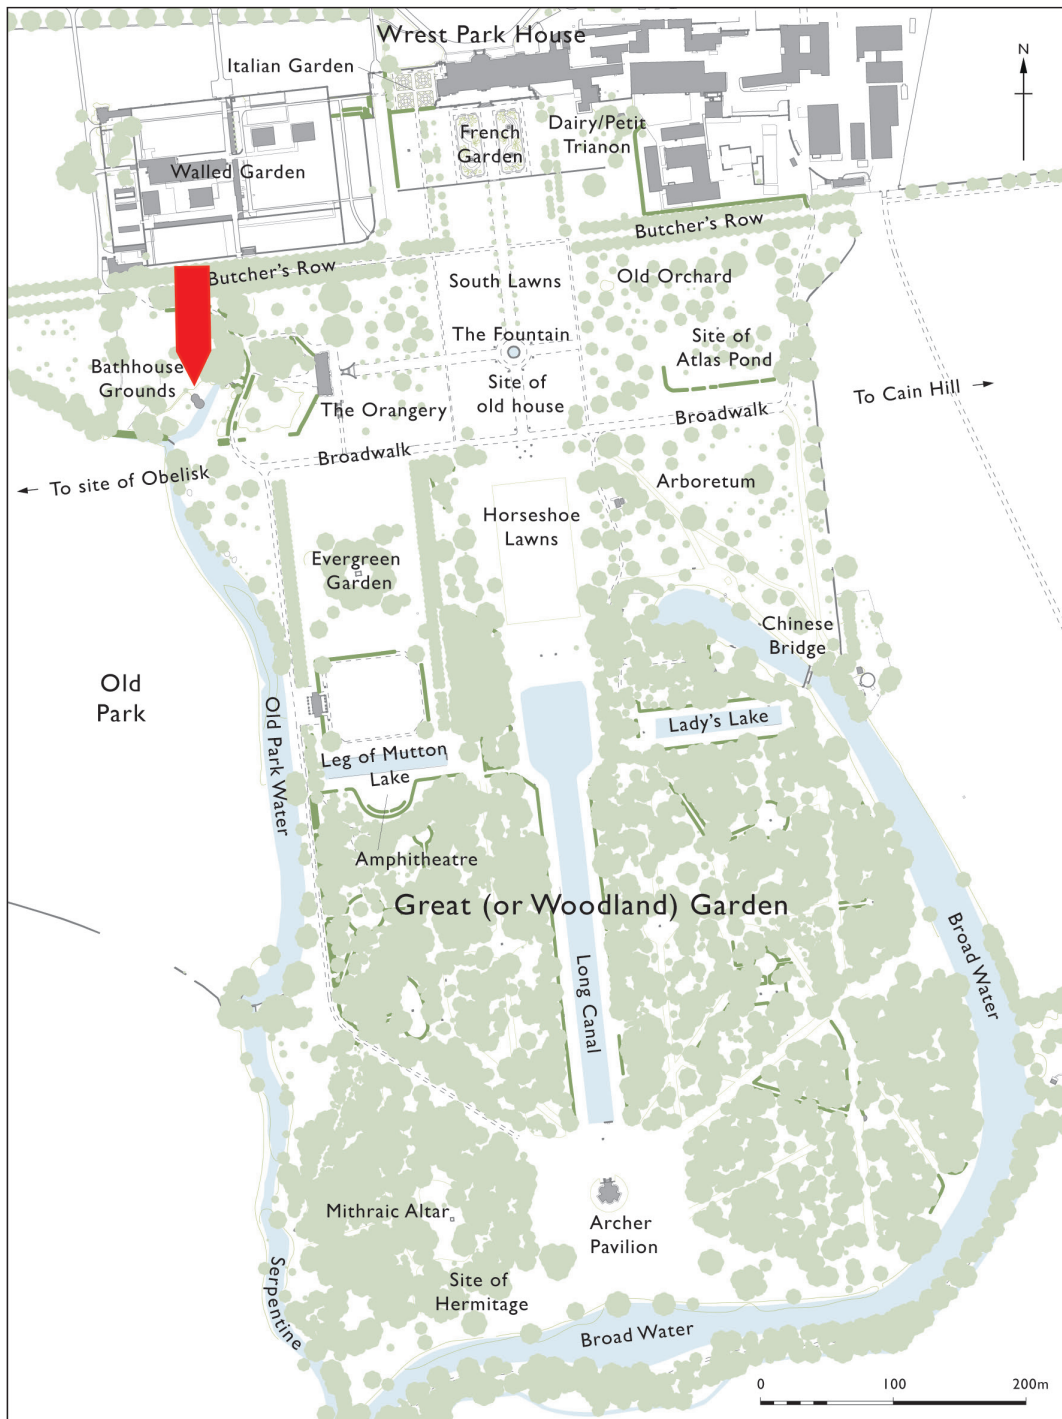 Wrest Park House
Italian Garden
N
French
Garden
Dairy/Petit
Trianon
Walled Garden
Butcher's Row
Butcher's Row
South Lawns
Old Orchard
The Fountain
Site of
Atlas Pond
Bathhouse
Grounds
Site of
old house
To Cain Hill
The Orangery
Broadwalk
Broadwalk
To site of Obelisk
Arboretum
Horseshoe
Lawns
Evergreen
Garden
Chinese
Bridge
Old
Park
Old Park Water
Lady's Lake
Leg of Mutton
Lake
Amphitheatre
Great (or Woodland) Garden
Broad Water
Long Canal
Mithraic Altar
Archer
Pavilion
Serpentine
Site of
Hermitage
Broad Water
0 100 200m